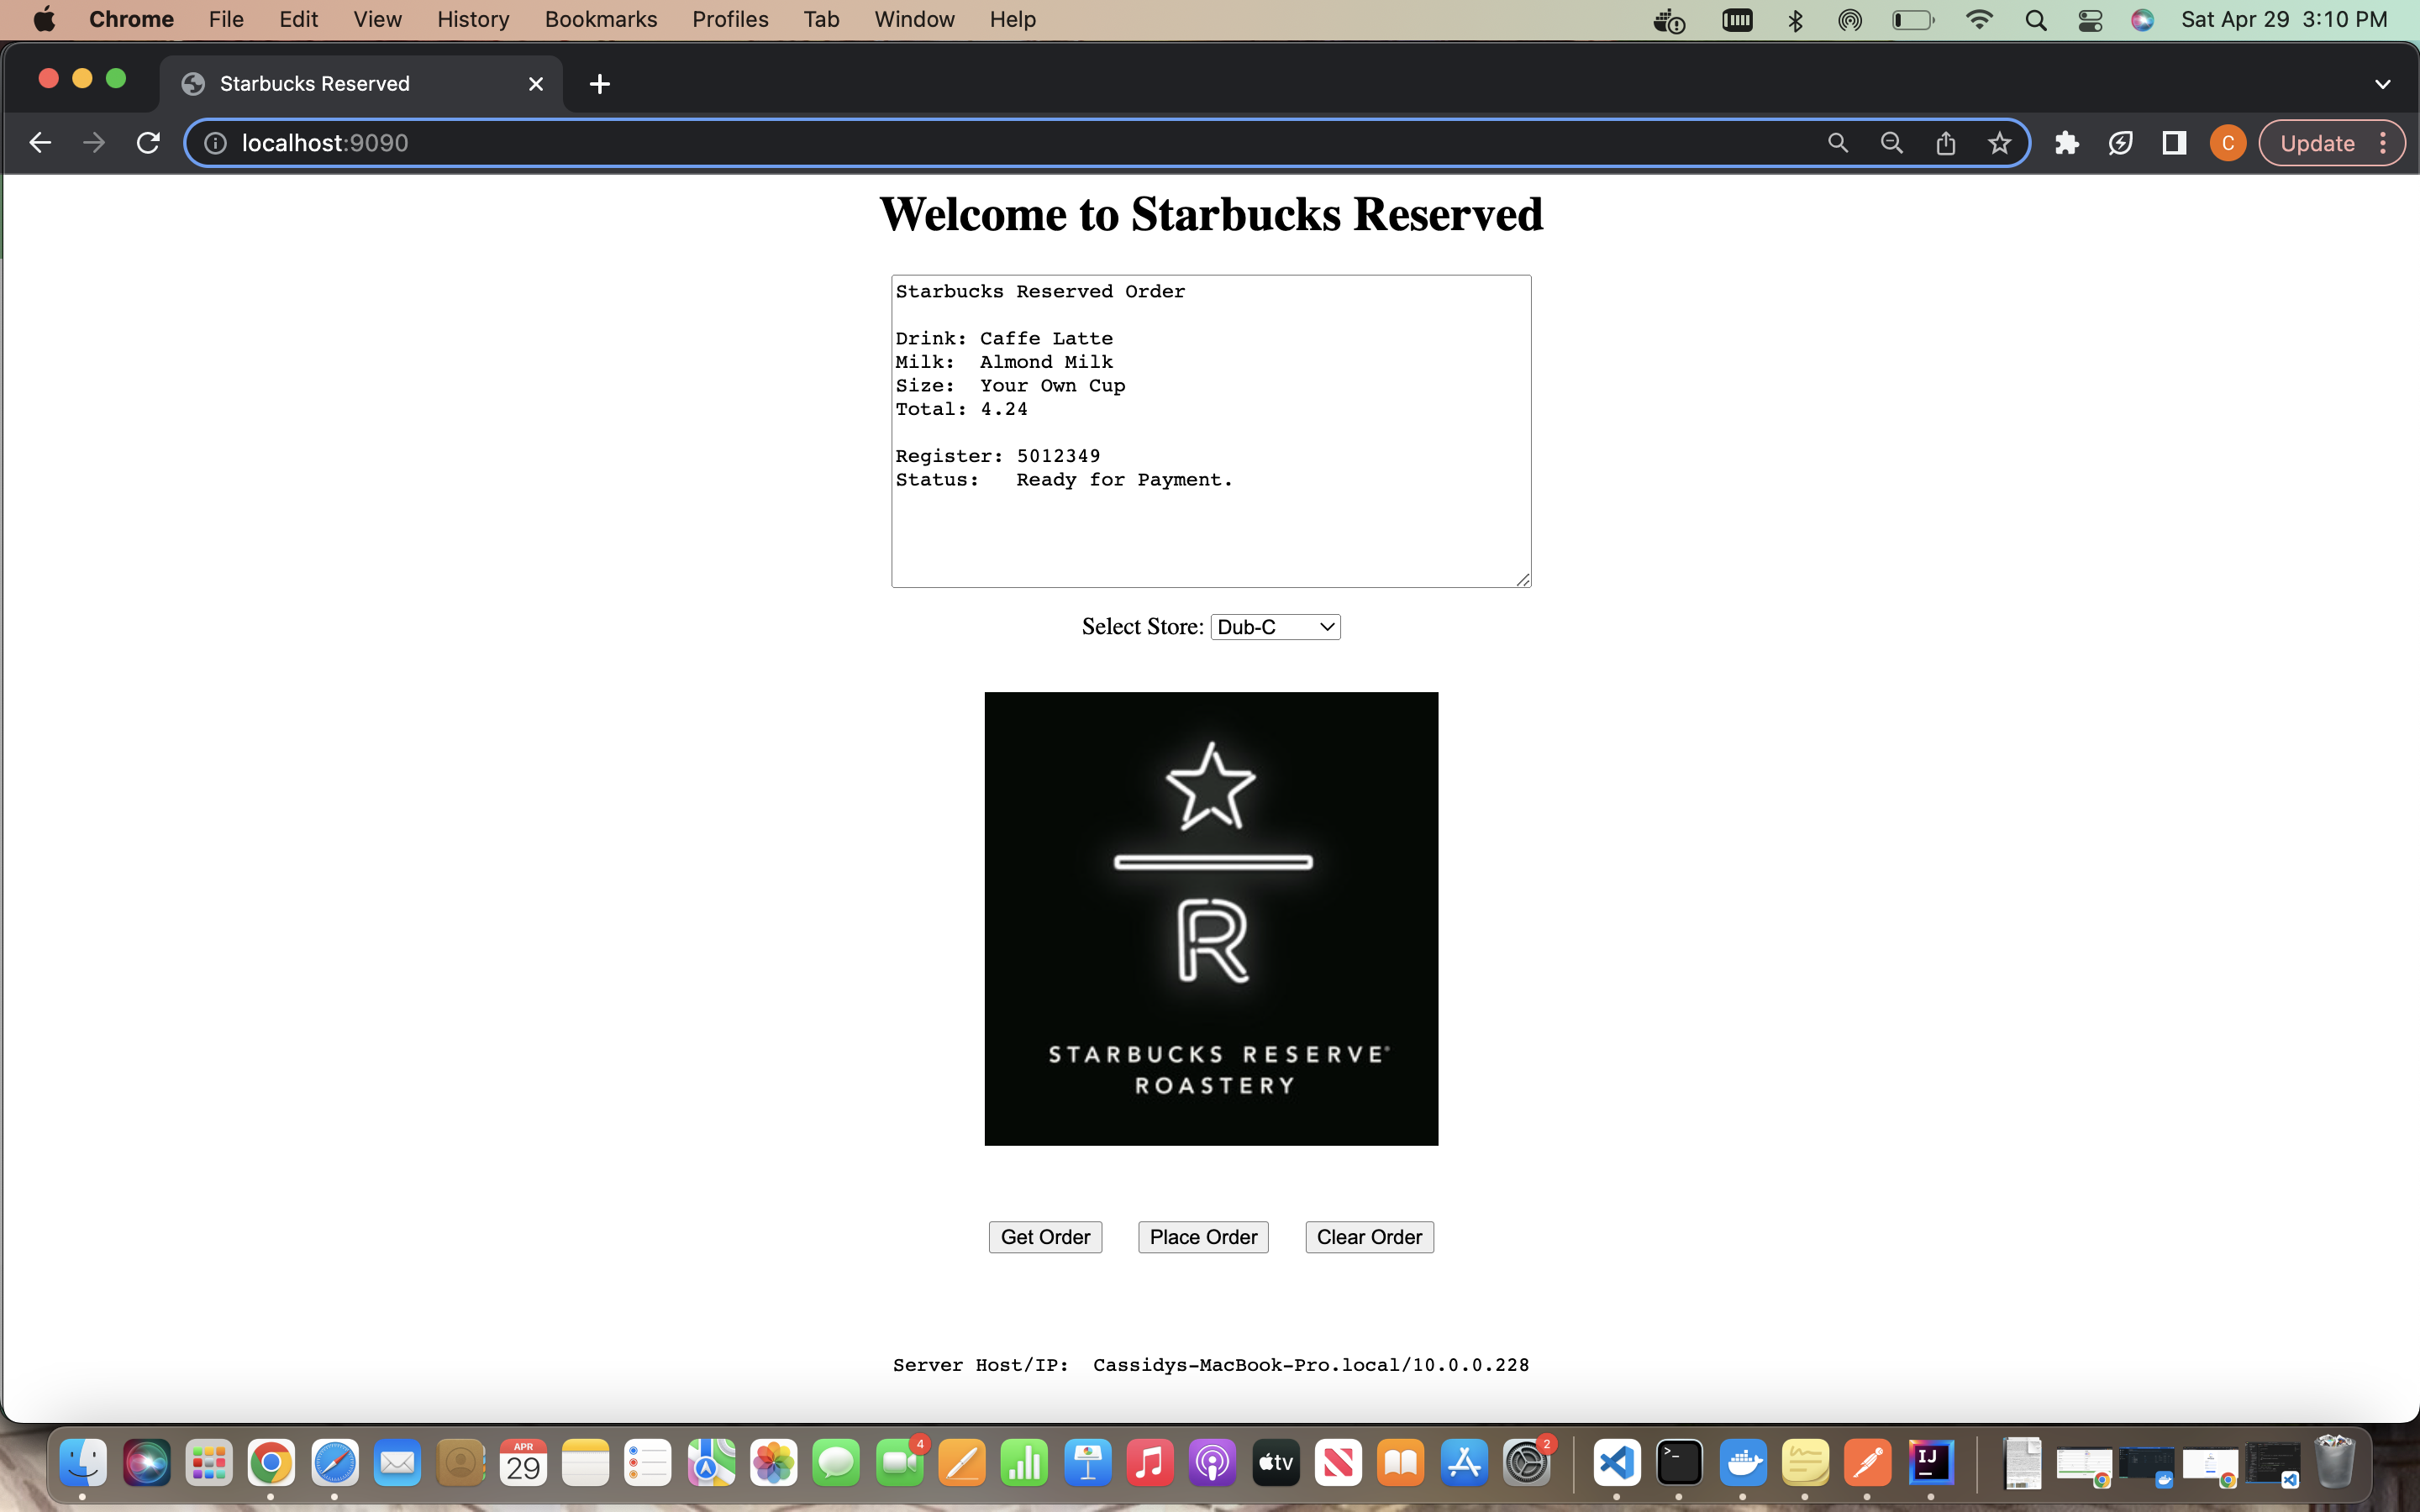 Chrome File Edit View History Bookmarks Profiles Tab Window Help Sat Apr 29 3:10 PM
Starbucks Reserved
localhost:9090 C Update
Welcome to Starbucks Reserved
Starbucks Reserved Order
Drink: Caffe Latte
Milk: Almond Milk
Size: Your Own Cup
Total: 4.24
Register: 5012349
Status: Ready for Payment.
Select Store: Dub-C
R
STARBUCKS RESERVE®
ROASTERY
Get Order Place Order Clear Order
Server Host/IP: Cassidys-MacBook-Pro.local/10.0.0.228
APR
29
4
tv
2
>_
IJ